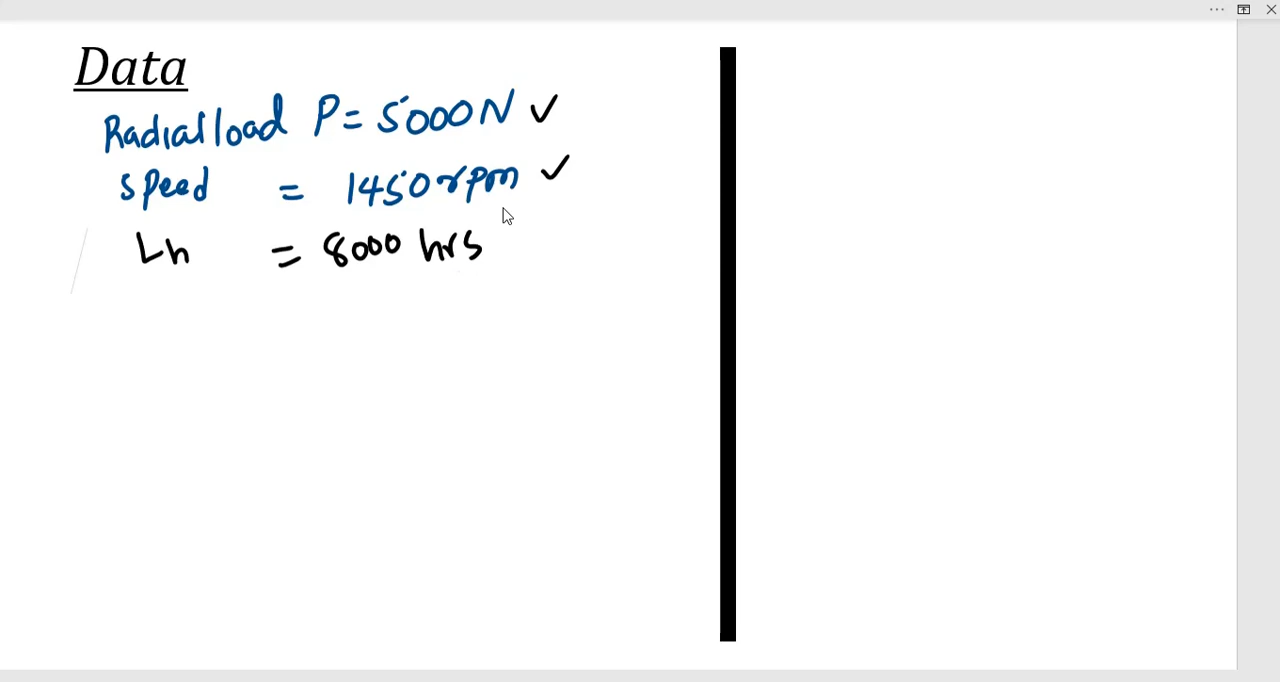 Data
Radial load P = 5000N ✓
speed = 1450 rpm ✓
Lh = 8000 hrs